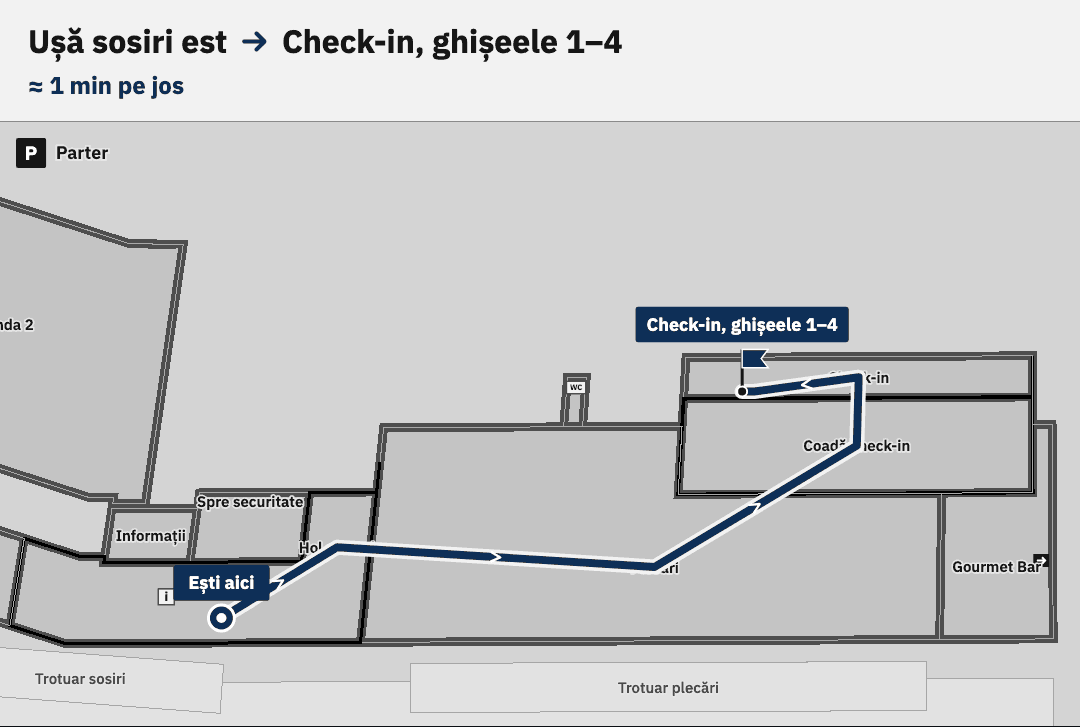 Ușă sosiri est → Check-in, ghișeele 1–4
≈ 1 min pe jos
P Parter
Check-in, ghișeele 1–4
WC
Spre securitate
Informații
Ești aici
i
Gourmet Bar
Trotuar sosiri
Trotuar plecări